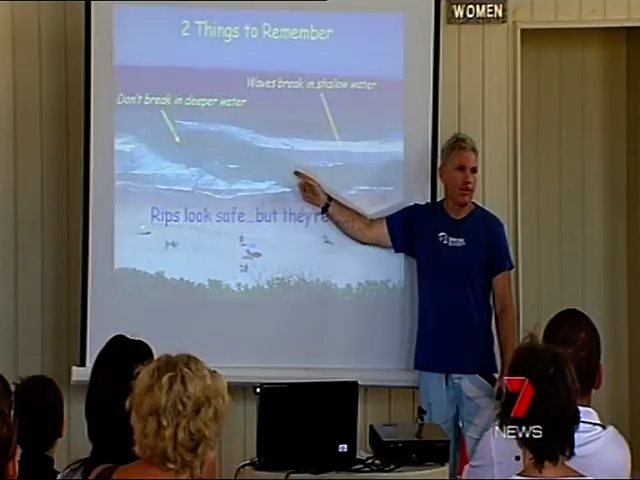 WOMEN
2 Things to Remember
Waves break in shallow water
Don't break in deeper water
Rips look safe...but they're
7
NEWS